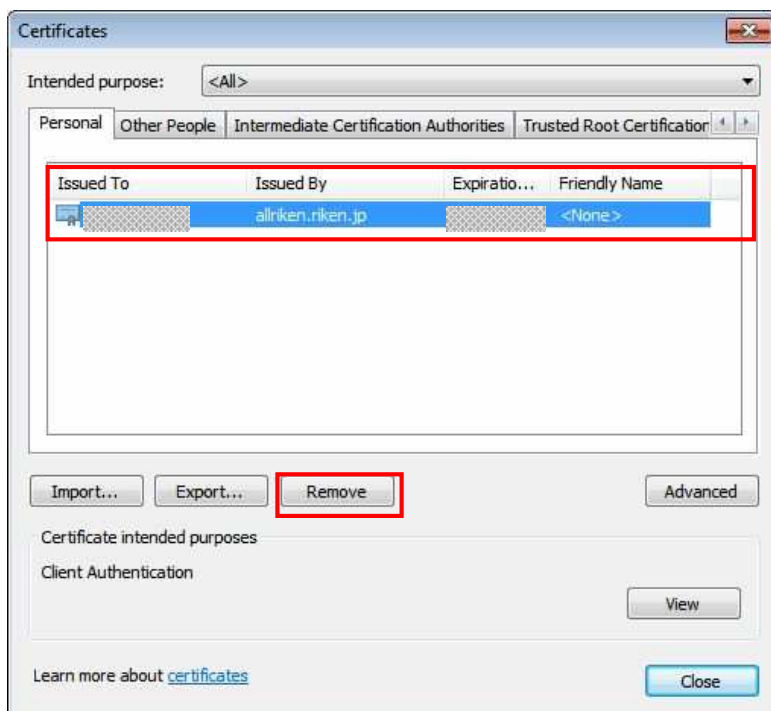 Certificates
Intended purpose: <All>
Personal Other People Intermediate Certification Authorities Trusted Root Certification
Issued To Issued By Expiratio... Friendly Name
allriken.riken.jp <None>
Import... Export... Remove Advanced
Certificate intended purposes
Client Authentication
View
Learn more about certificates
Close